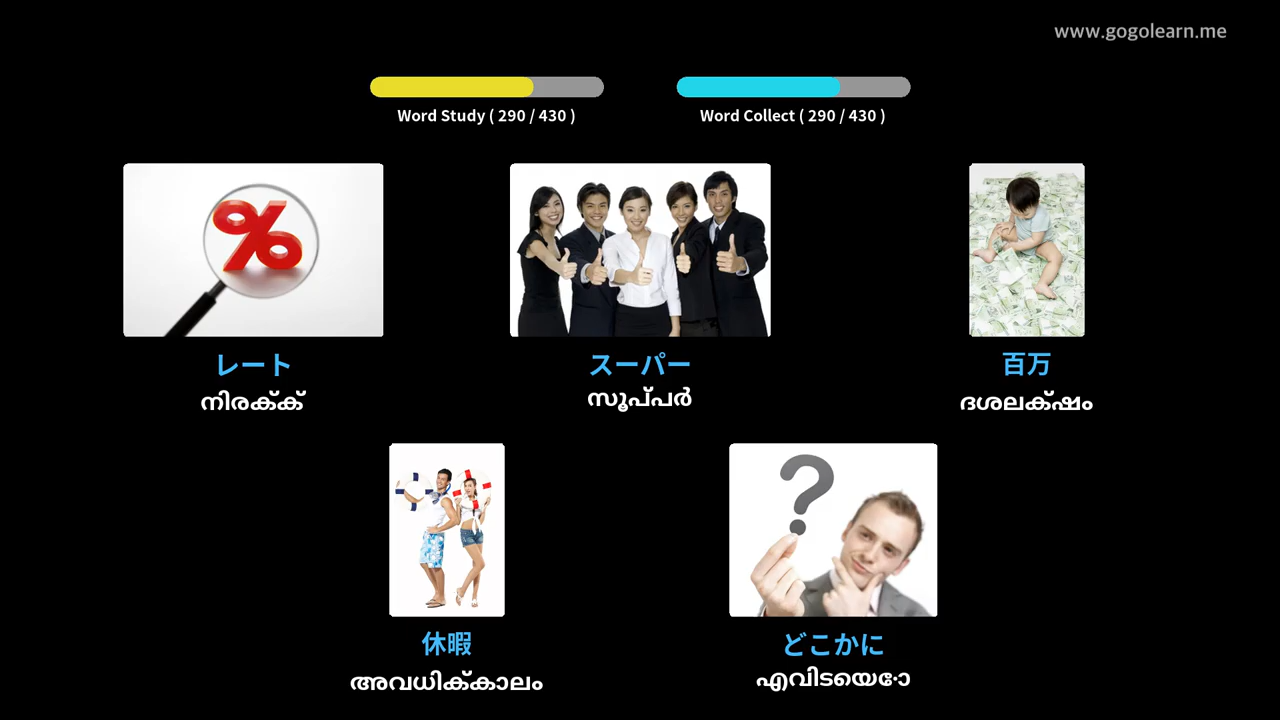 www.gogolearn.me
Word Study ( 290 / 430 )
Word Collect ( 290 / 430 )
レート
നിരക്ക്
スーパー
സൂപ്പർ
百万
ദശലക്ഷം
休暇
അവധിക്കാലം
どこかに
എവിടയൊേ